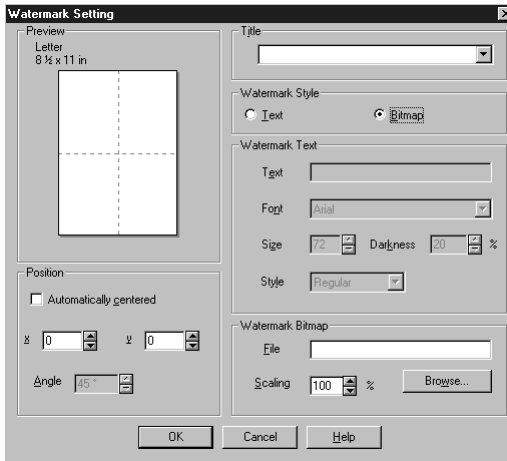 Watermark Setting
Preview
Letter
8 ½ x 11 in
Position
Automatically centered
x 0 y 0
Angle 45 °
Title
Watermark Style
Text Bitmap
Watermark Text
Text
Font Arial
Size 72 Darkness 20 %
Style Regular
Watermark Bitmap
File
Scaling 100 % Browse...
OK Cancel Help